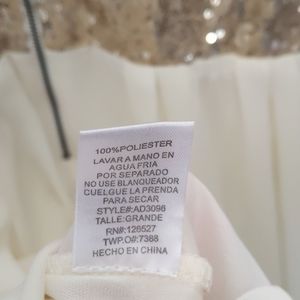 100%POLIESTER
LAVAR A MANO EN
AGUA FRIA
POR SEPARADO
NO USE BLANQUEADOR
CUELGUE LA PRENDA
PARA SECAR
STYLE#:AD3096
TALLE:GRANDE
RN#:126527
TWP.O#:7388
HECHO EN CHINA